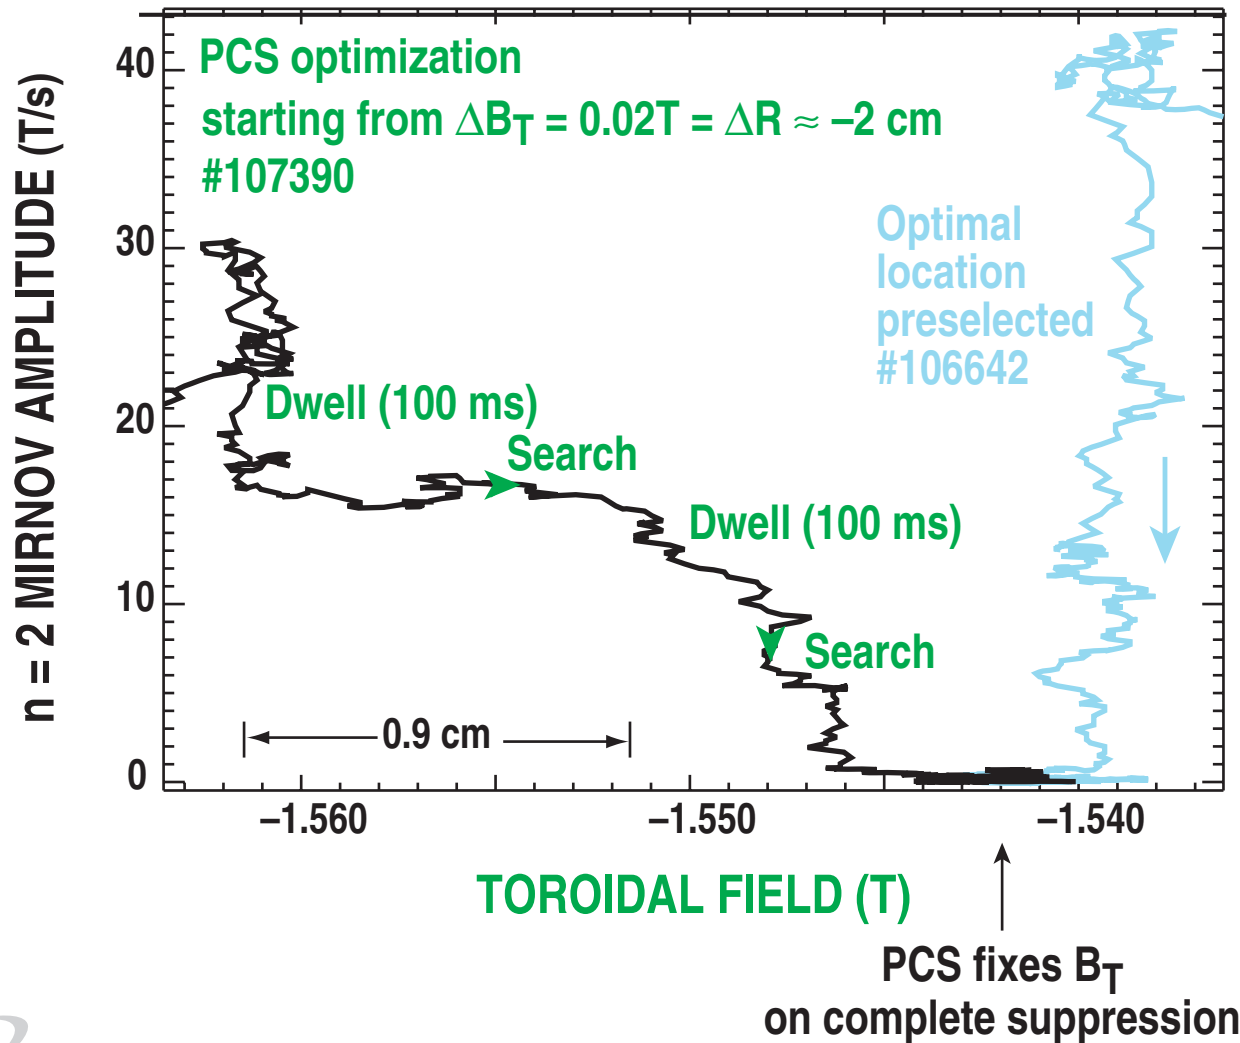 PCS optimization
starting from ΔB_T = 0.02T = ΔR ≈ –2 cm
#107390
n = 2 MIRNOV AMPLITUDE (T/s)
40
30
20
10
0
Optimal
location
preselected
#106642
Dwell (100 ms)
Search
Dwell (100 ms)
Search
0.9 cm
–1.560
–1.550
–1.540
TOROIDAL FIELD (T)
PCS fixes B_T
on complete suppression